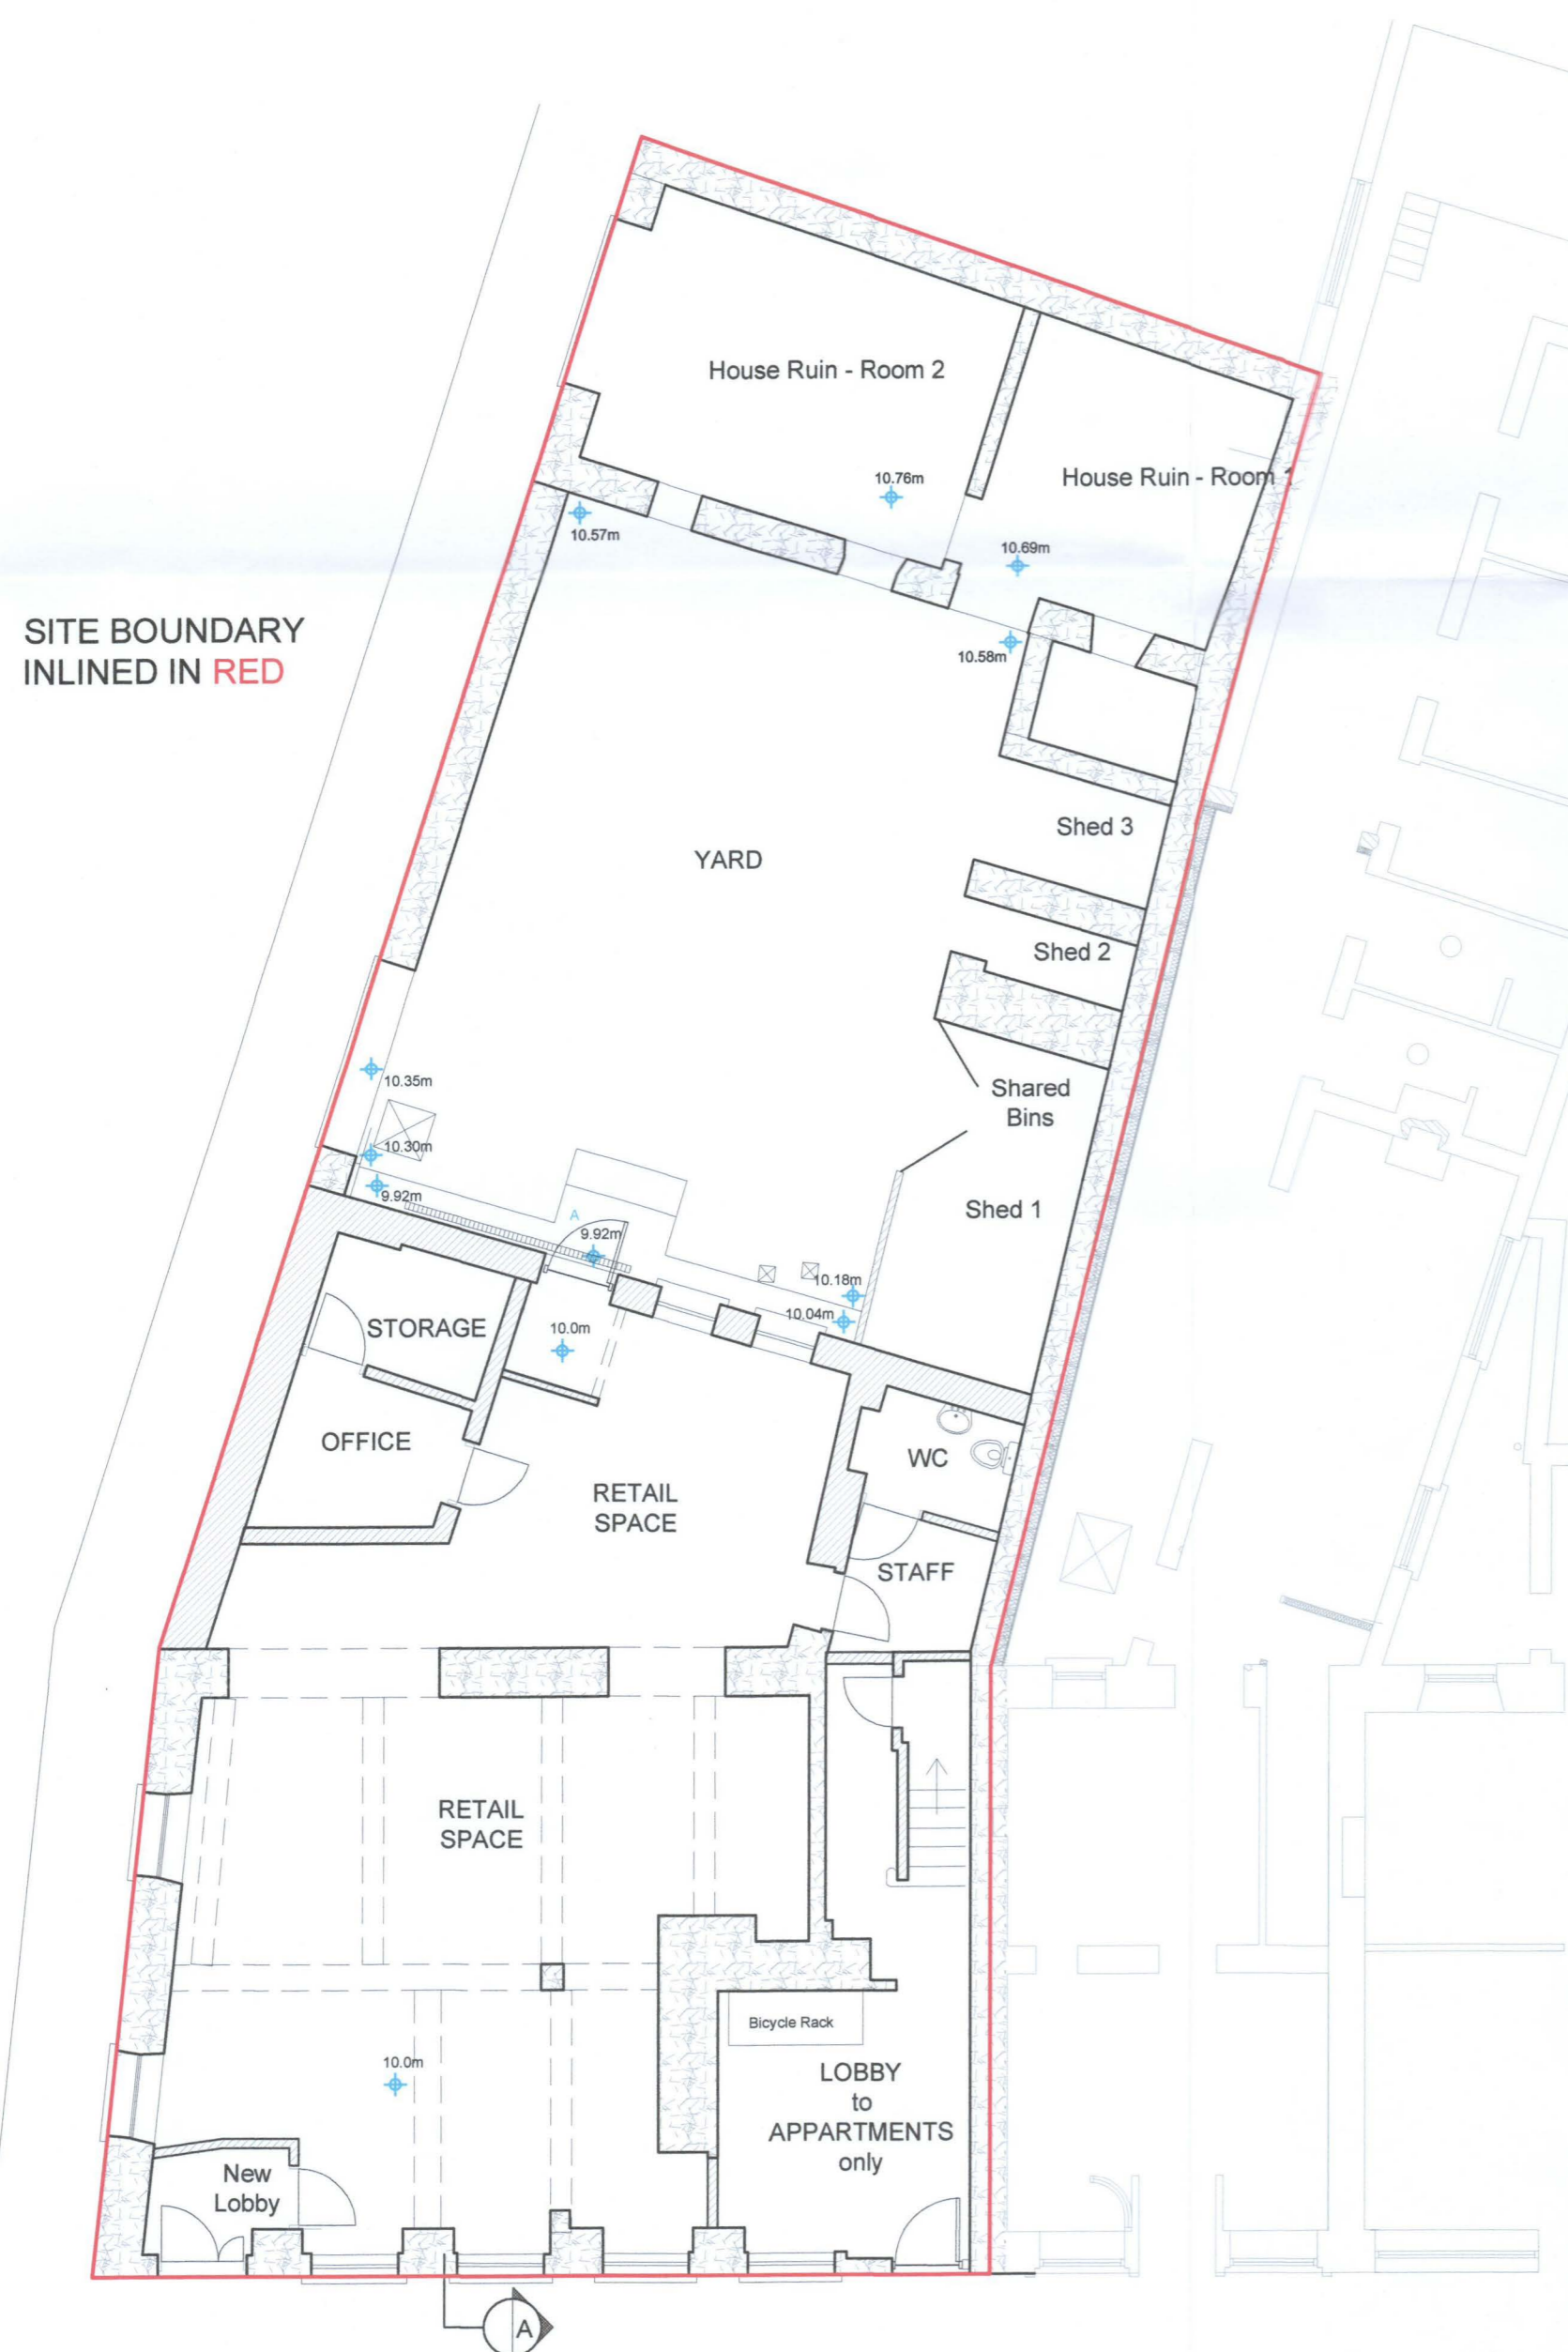 House Ruin - Room 2
House Ruin - Room 1
10.76m
10.57m
10.69m
10.58m
SITE BOUNDARY
INLINED IN RED
Shed 3
YARD
Shed 2
Shared
Bins
10.35m
10.30m
9.92m
Shed 1
A
9.92m
10.18m
10.04m
STORAGE
10.0m
OFFICE
WC
RETAIL
SPACE
STAFF
RETAIL
SPACE
Bicycle Rack
10.0m
LOBBY
to
APPARTMENTS
only
New
Lobby
A